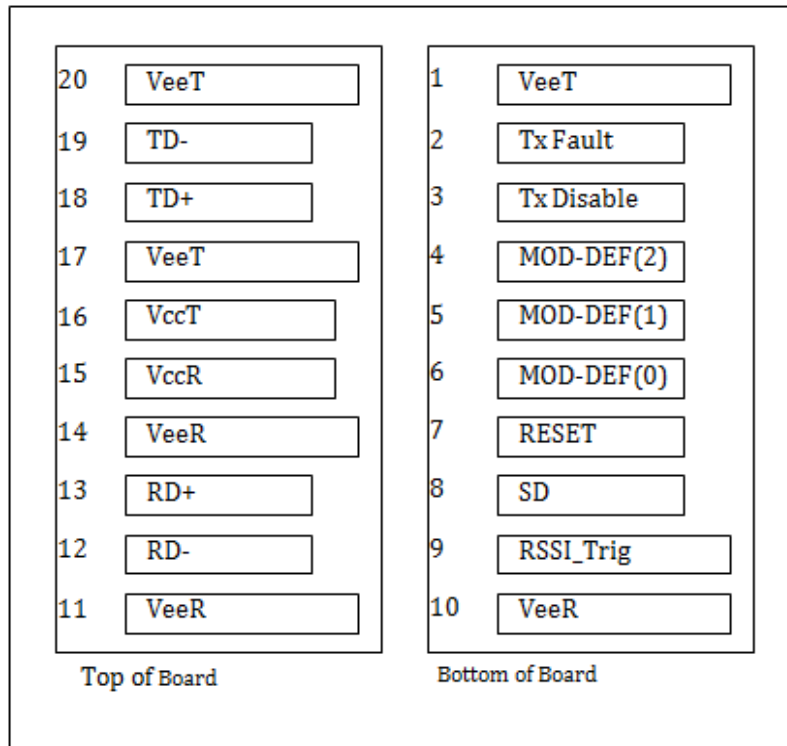 20 VeeT
19 TD-
18 TD+
17 VeeT
16 VccT
15 VccR
14 VeeR
13 RD+
12 RD-
11 VeeR
Top of Board
1 VeeT
2 Tx Fault
3 Tx Disable
4 MOD-DEF(2)
5 MOD-DEF(1)
6 MOD-DEF(0)
7 RESET
8 SD
9 RSSI_Trig
10 VeeR
Bottom of Board